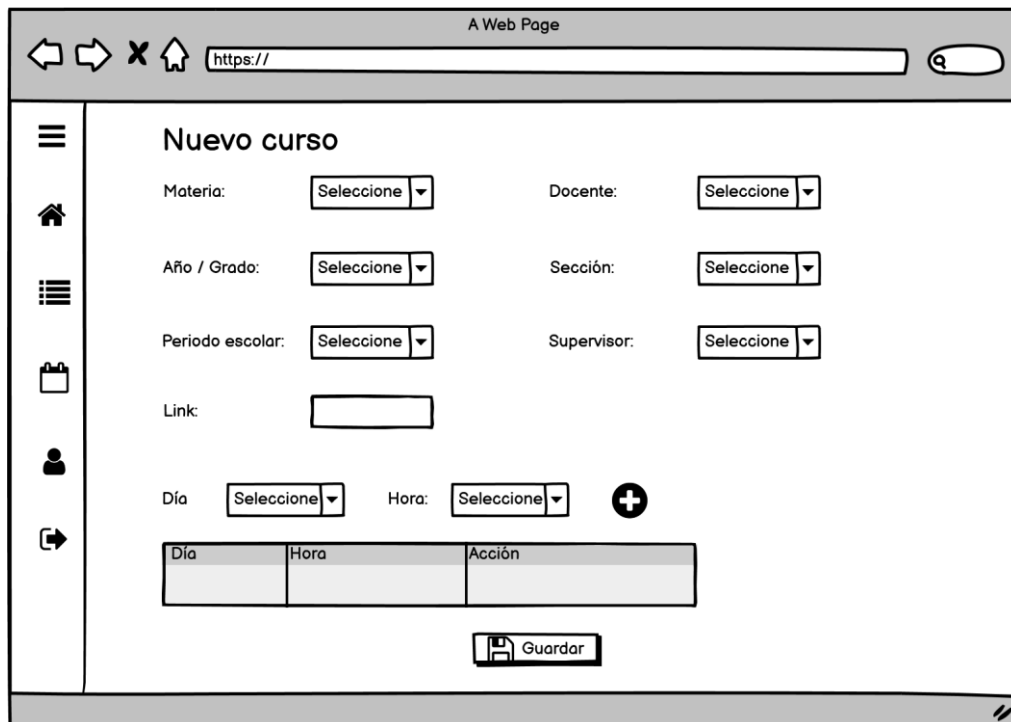 A Web Page
https://
Nuevo curso
Materia: Seleccione Docente: Seleccione
Año / Grado: Seleccione Sección: Seleccione
Periodo escolar: Seleccione Supervisor: Seleccione
Link:
Día Seleccione Hora: Seleccione
Día Hora Acción
Guardar